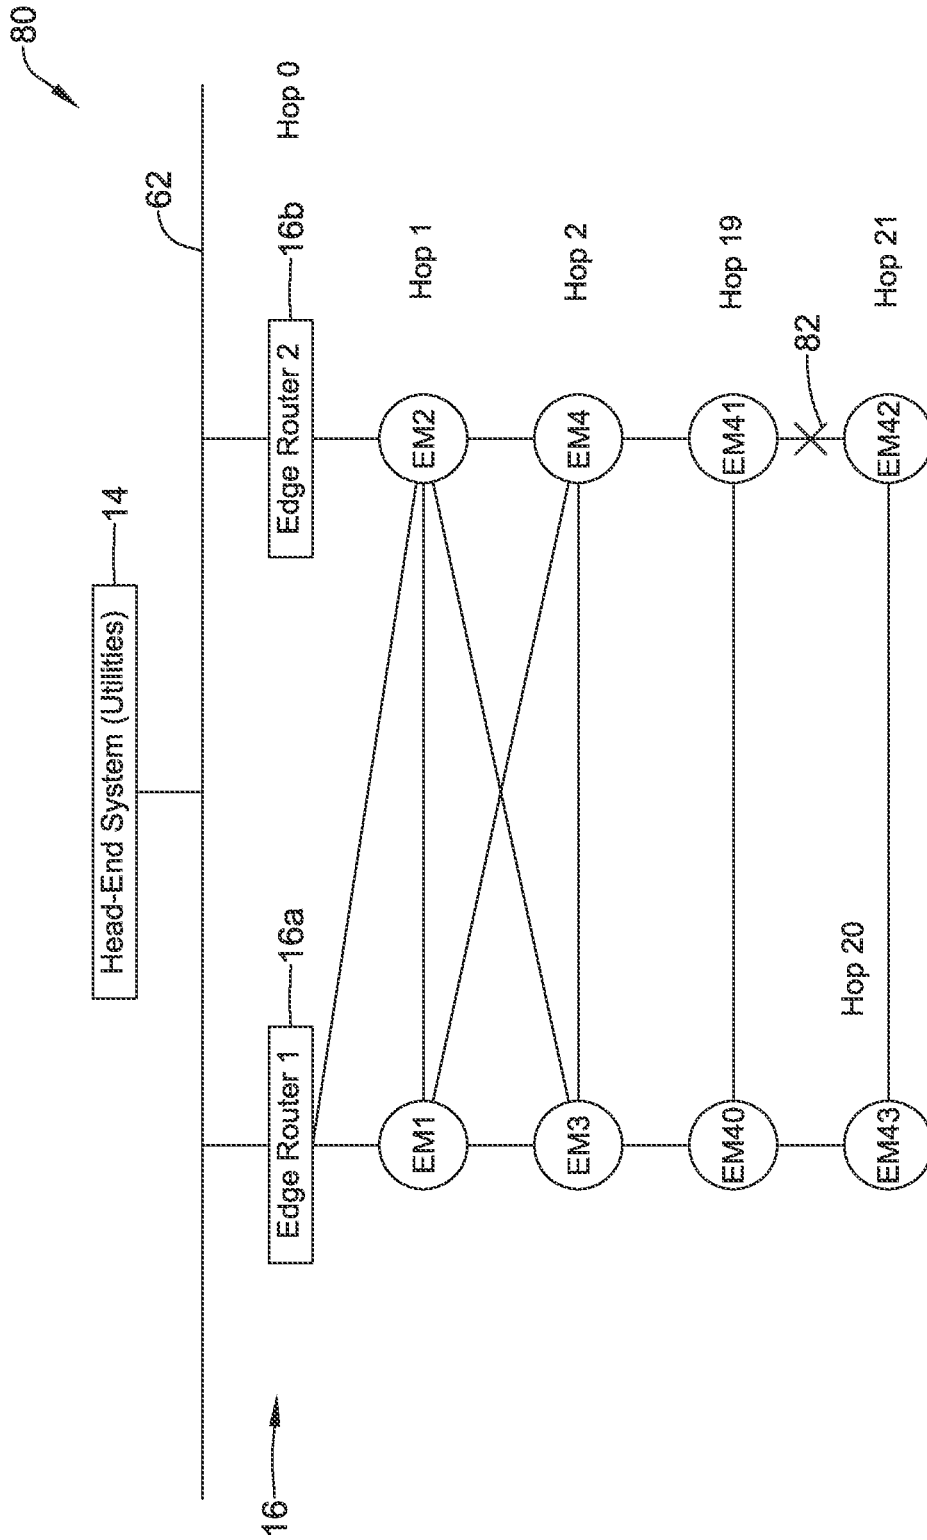 80
Head-End System (Utilities)
14
62
16
Edge Router 1
16a
Edge Router 2
16b
Hop 0
EM1
EM2
Hop 1
EM3
EM4
Hop 2
EM40
EM41
Hop 19
82
Hop 20
EM43
EM42
Hop 21